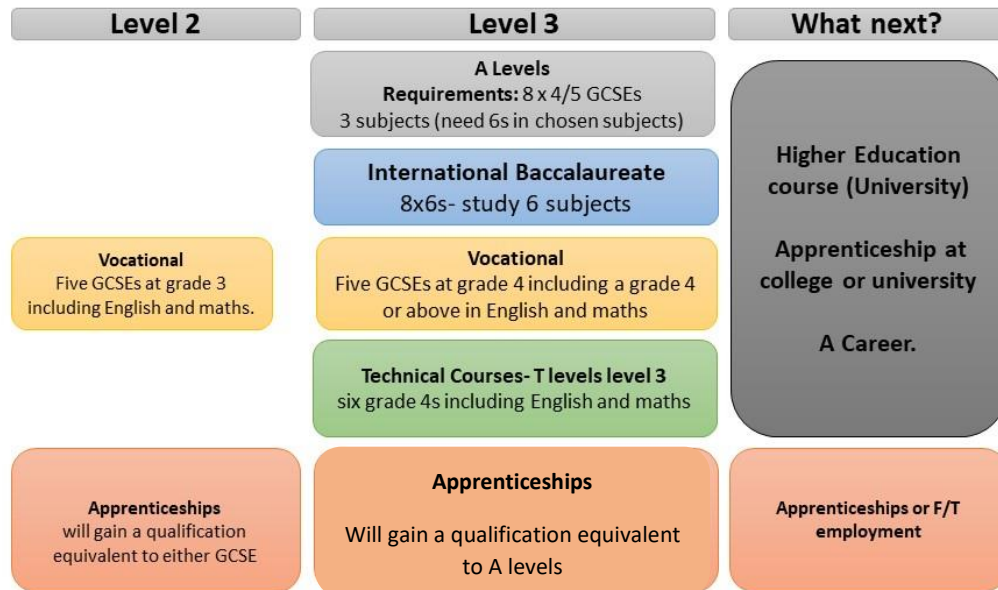 Level 2
Level 3
What next?
A Levels
Requirements: 8 x 4/5 GCSEs
3 subjects (need 6s in chosen subjects)
International Baccalaureate
8x6s- study 6 subjects
Vocational
Five GCSEs at grade 3
including English and maths.
Vocational
Five GCSEs at grade 4 including a grade 4
or above in English and maths
Technical Courses- T levels level 3
six grade 4s including English and maths
Higher Education
course (University)
Apprenticeship at
college or university
A Career.
Apprenticeships
will gain a qualification
equivalent to either GCSE
Apprenticeships
Will gain a qualification equivalent
to A levels
Apprenticeships or F/T
employment